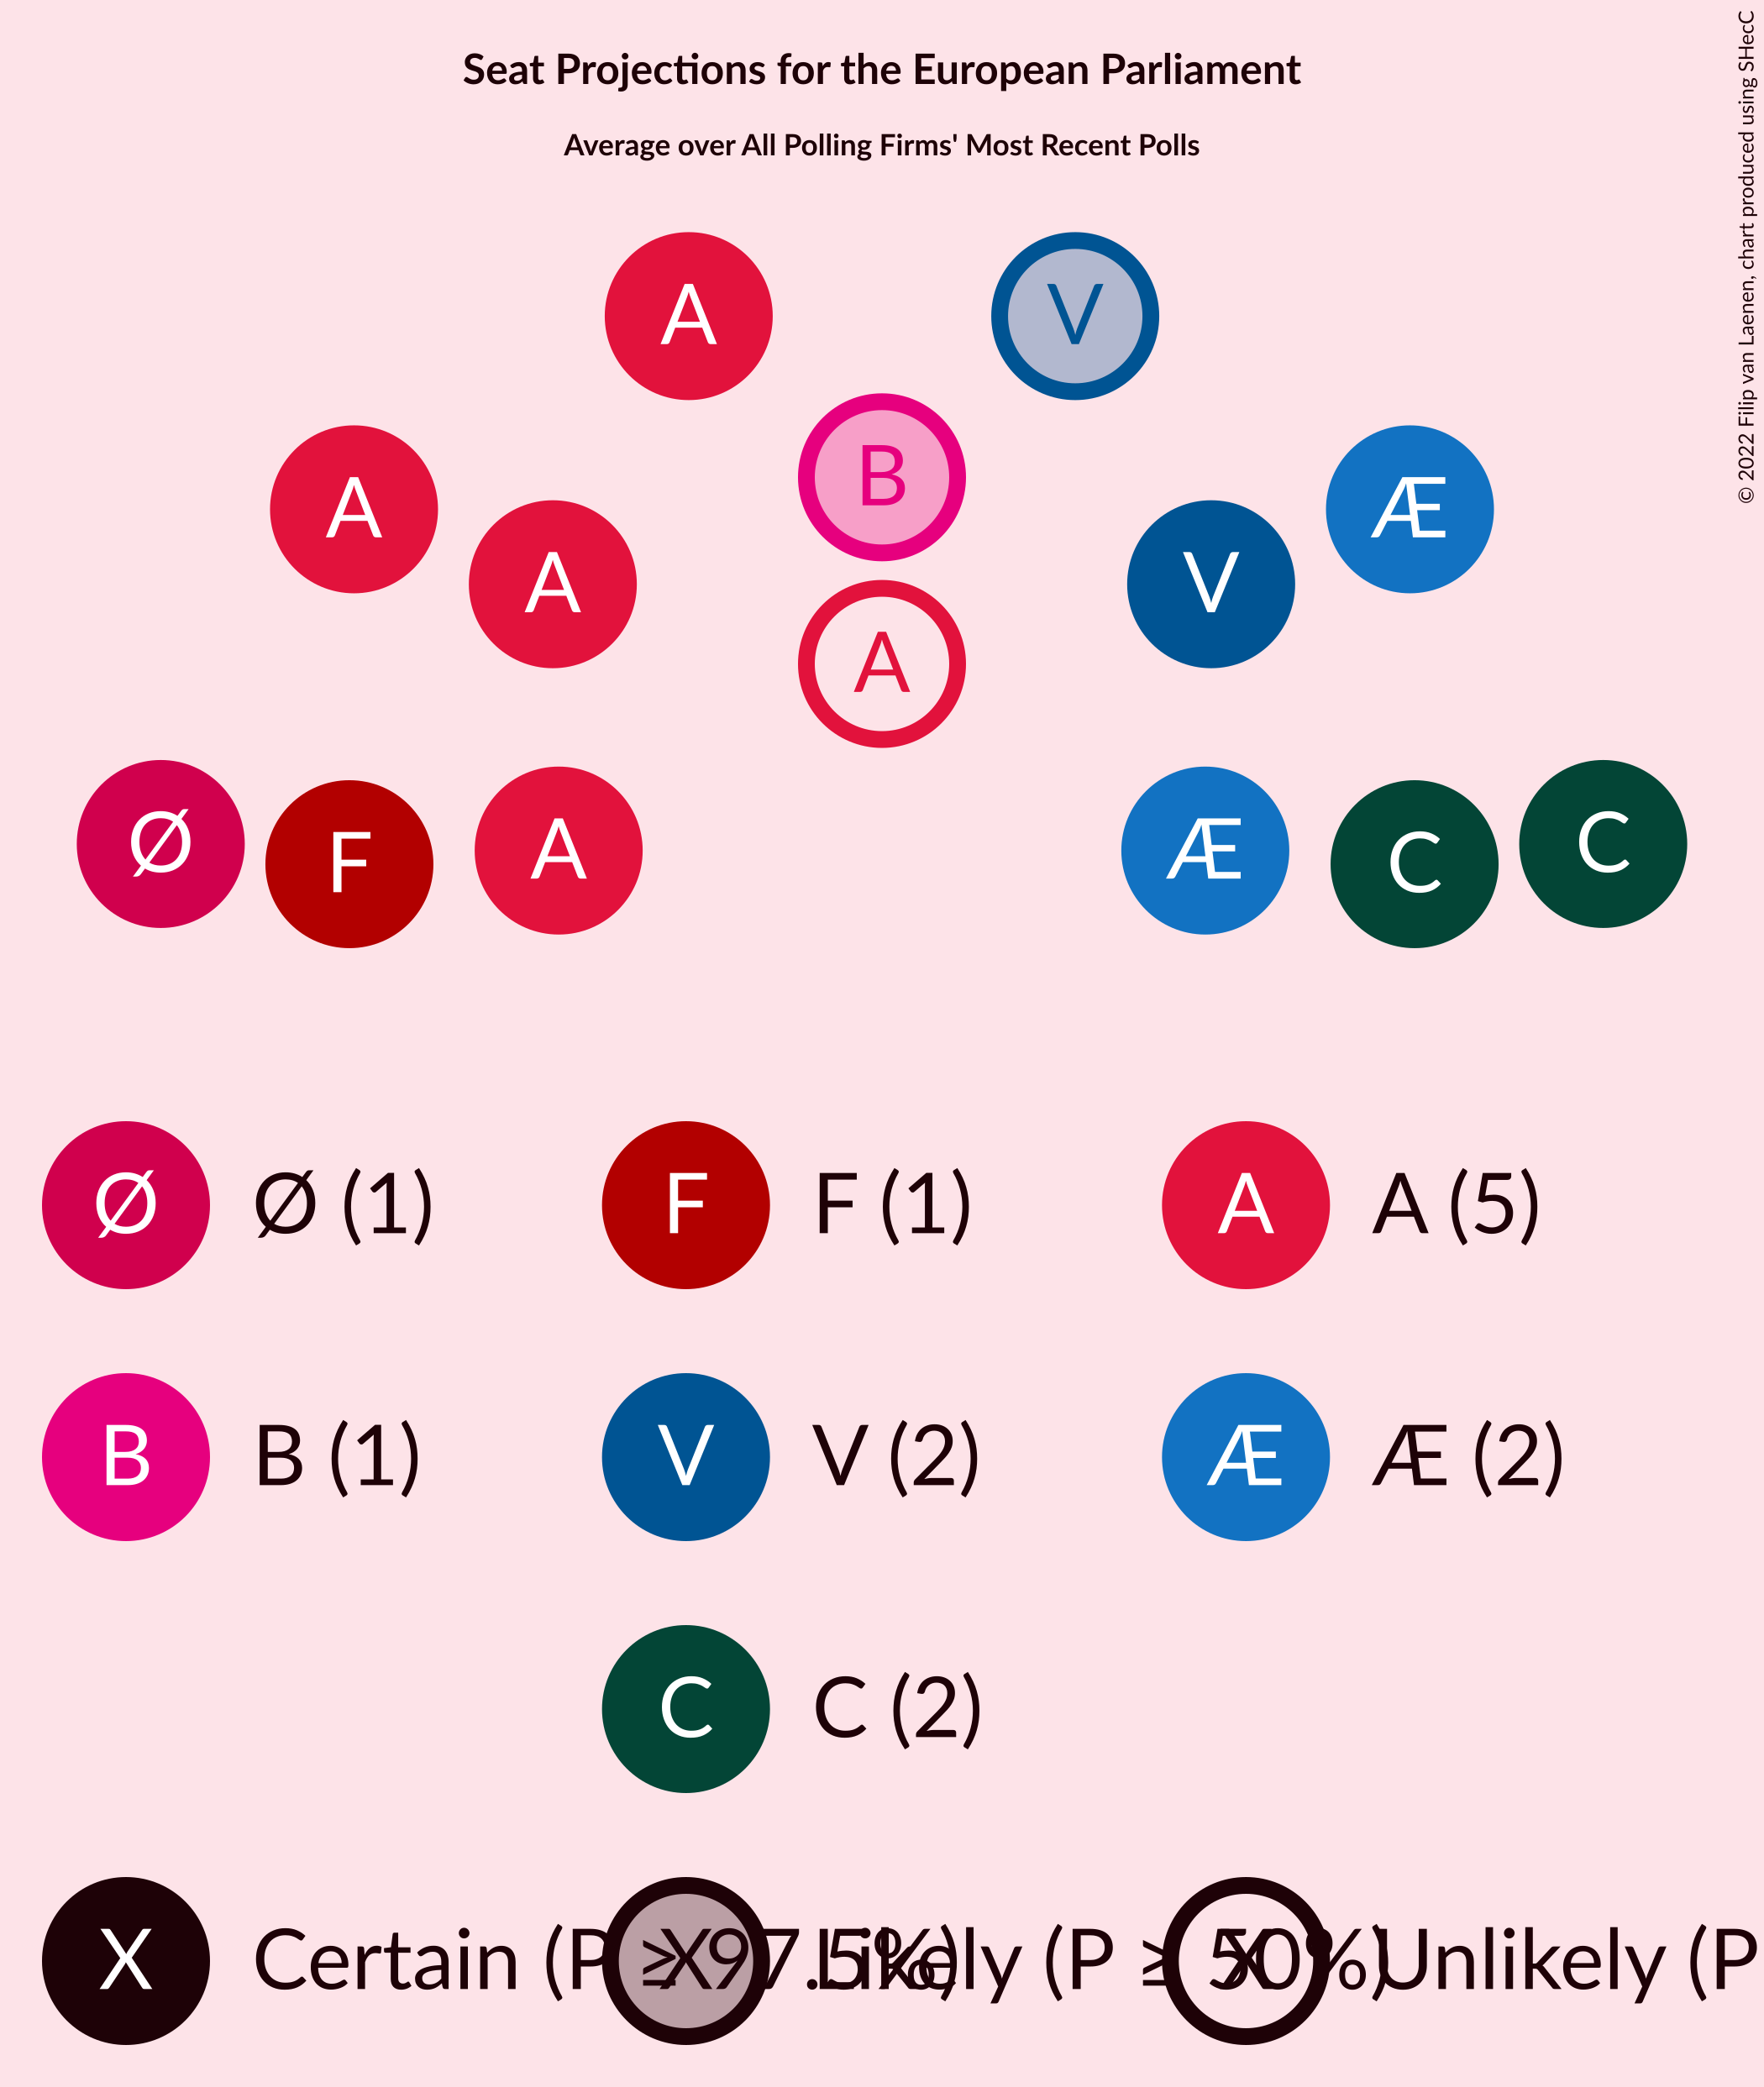 Seat Projections for the European Parliament
Average over All Polling Firms' Most Recent Polls
© 2022 Filip van Laenen, chart produced using SHecC
A V
B
A Æ
A V
A
Ø F A Æ C C
Ø Ø (1) F F (1) A A (5)
B B (1) V V (2) Æ Æ (2)
C C (2)
X Certain (P ≥ 97.5%) X Likely (P ≥ 50%) X Unlikely (P